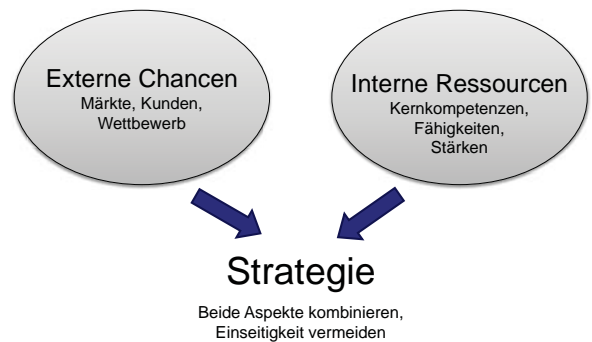 Externe Chancen
Märkte, Kunden,
Wettbewerb
Interne Ressourcen
Kernkompetenzen,
Fähigkeiten,
Stärken
Strategie
Beide Aspekte kombinieren,
Einseitigkeit vermeiden